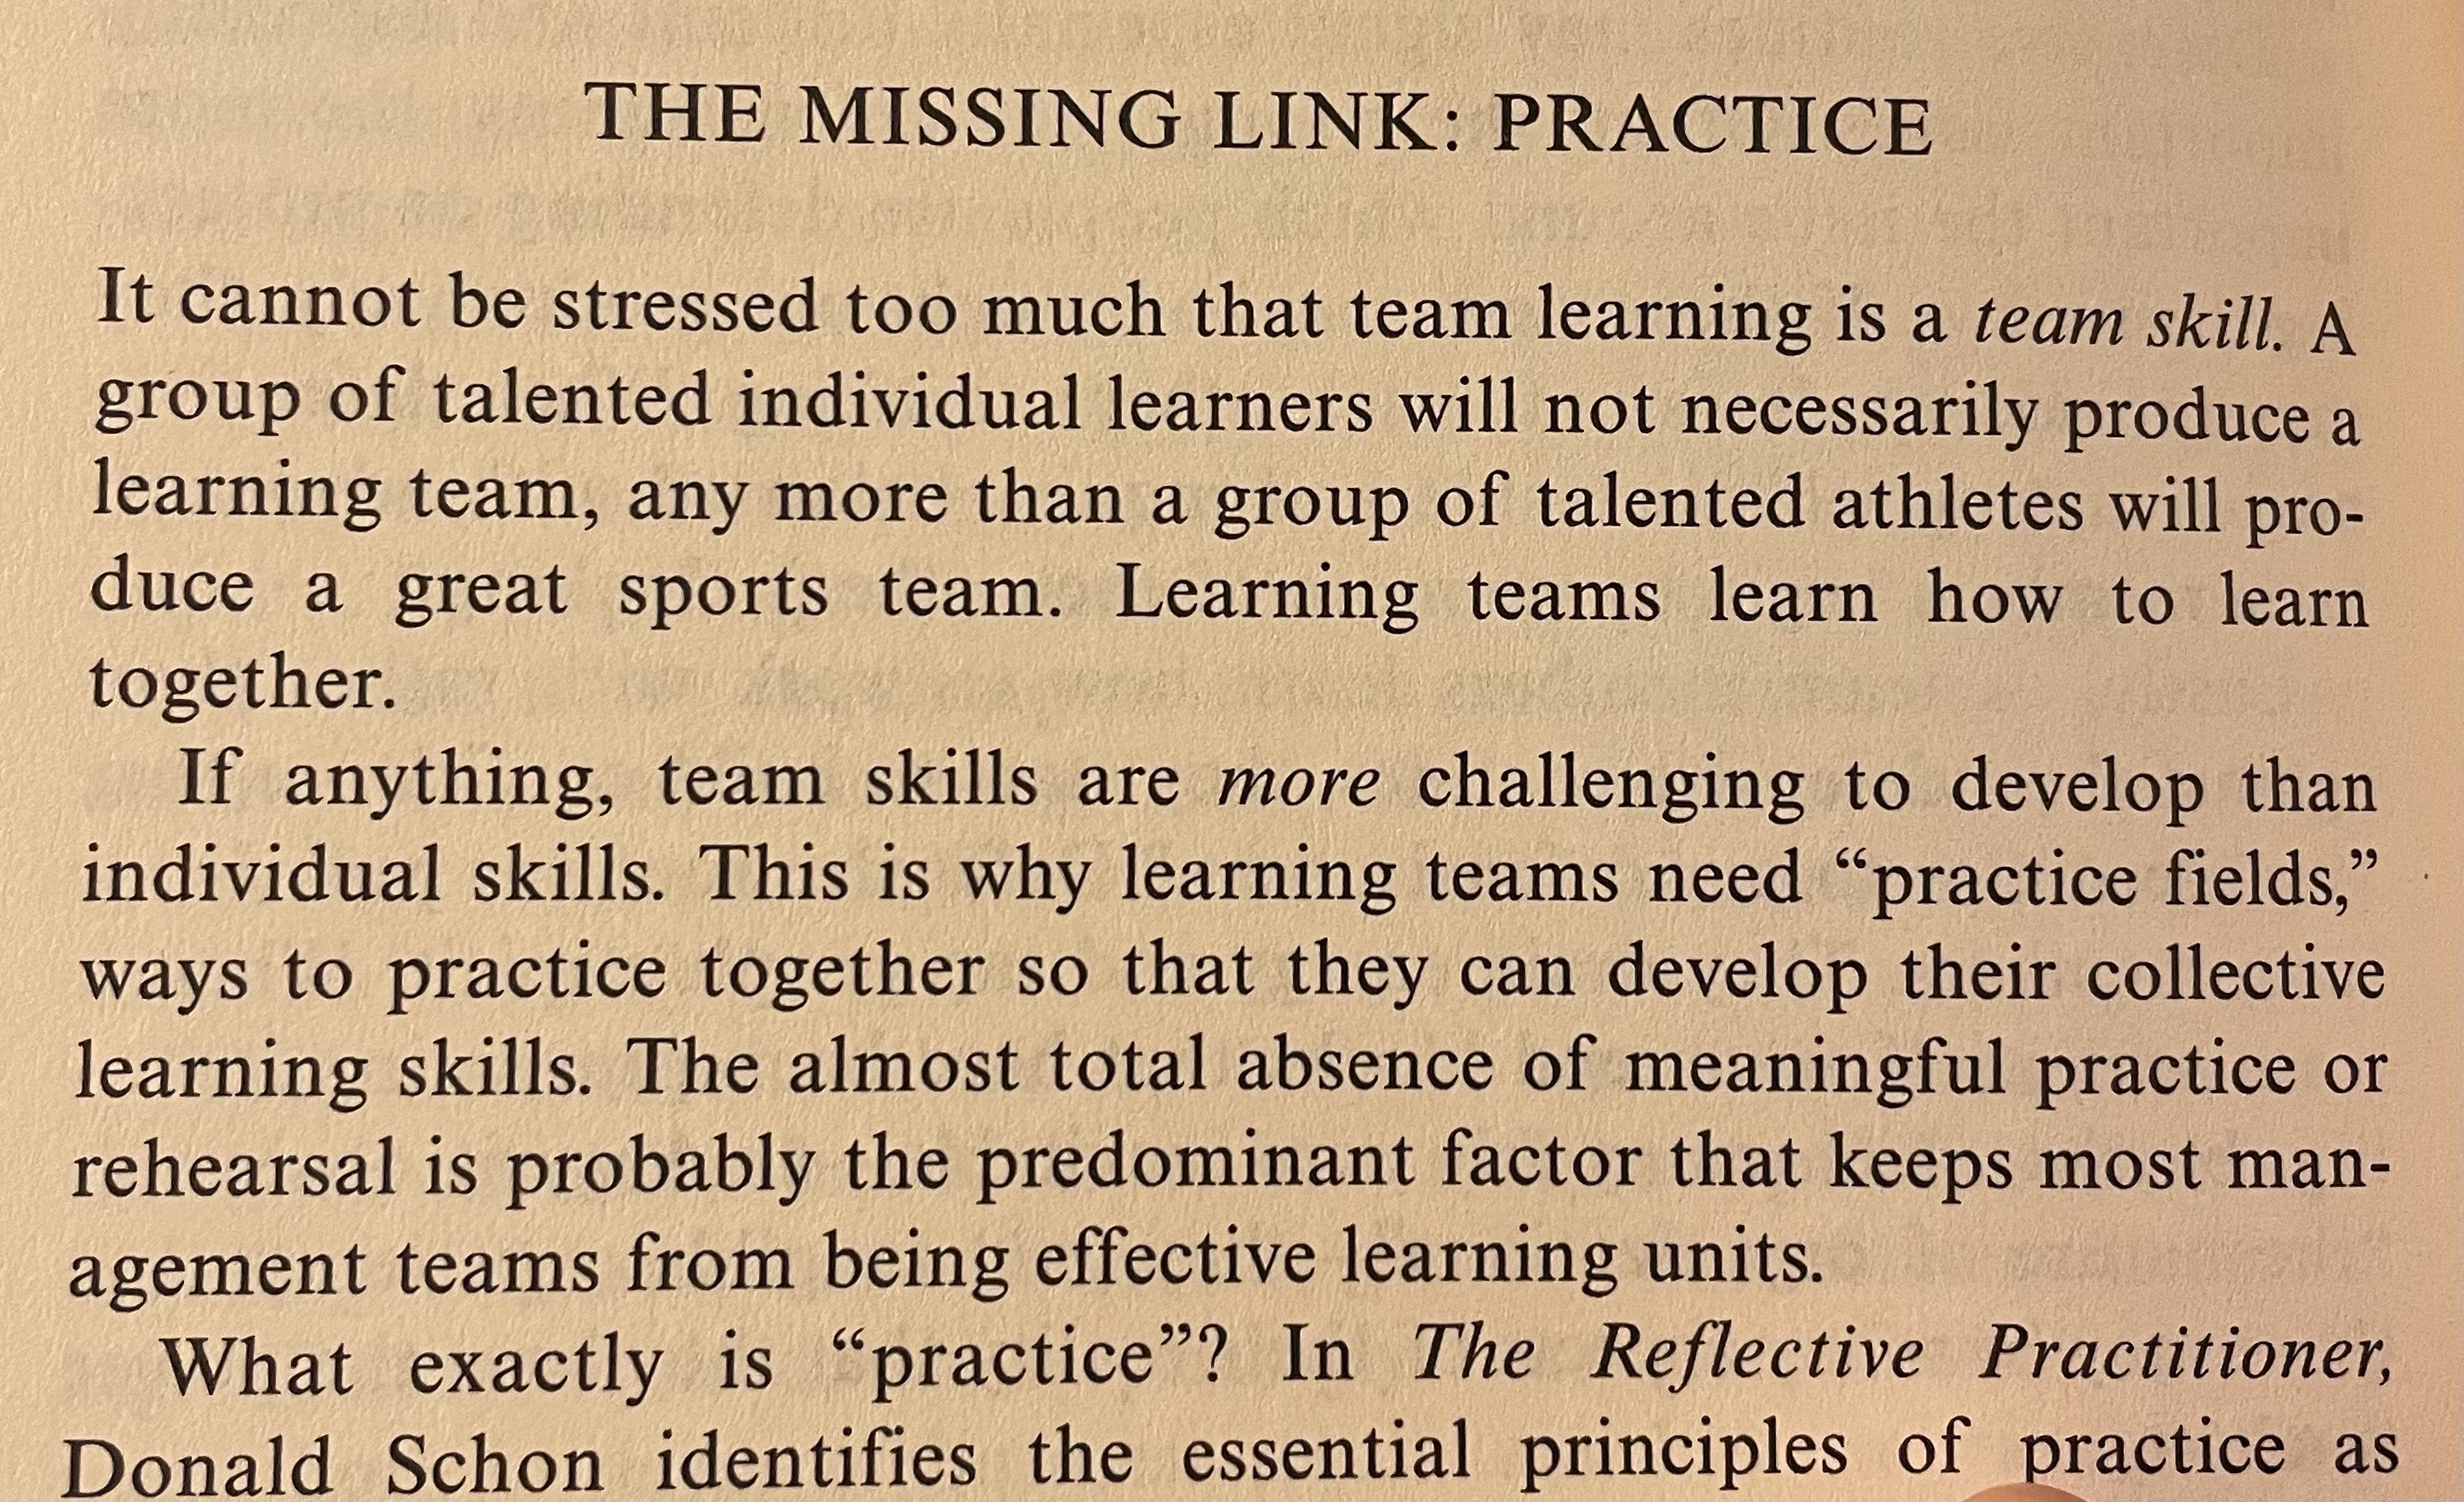 THE MISSING LINK: PRACTICE
It cannot be stressed too much that team learning is a team skill. A
group of talented individual learners will not necessarily produce a
learning team, any more than a group of talented athletes will pro-
duce a great sports team. Learning teams learn how to learn
together.
If anything, team skills are more challenging to develop than
individual skills. This is why learning teams need “practice fields,”
ways to practice together so that they can develop their collective
learning skills. The almost total absence of meaningful practice or
rehearsal is probably the predominant factor that keeps most man-
agement teams from being effective learning units.
What exactly is “practice”? In The Reflective Practitioner,
Donald Schon identifies the essential principles of practice as